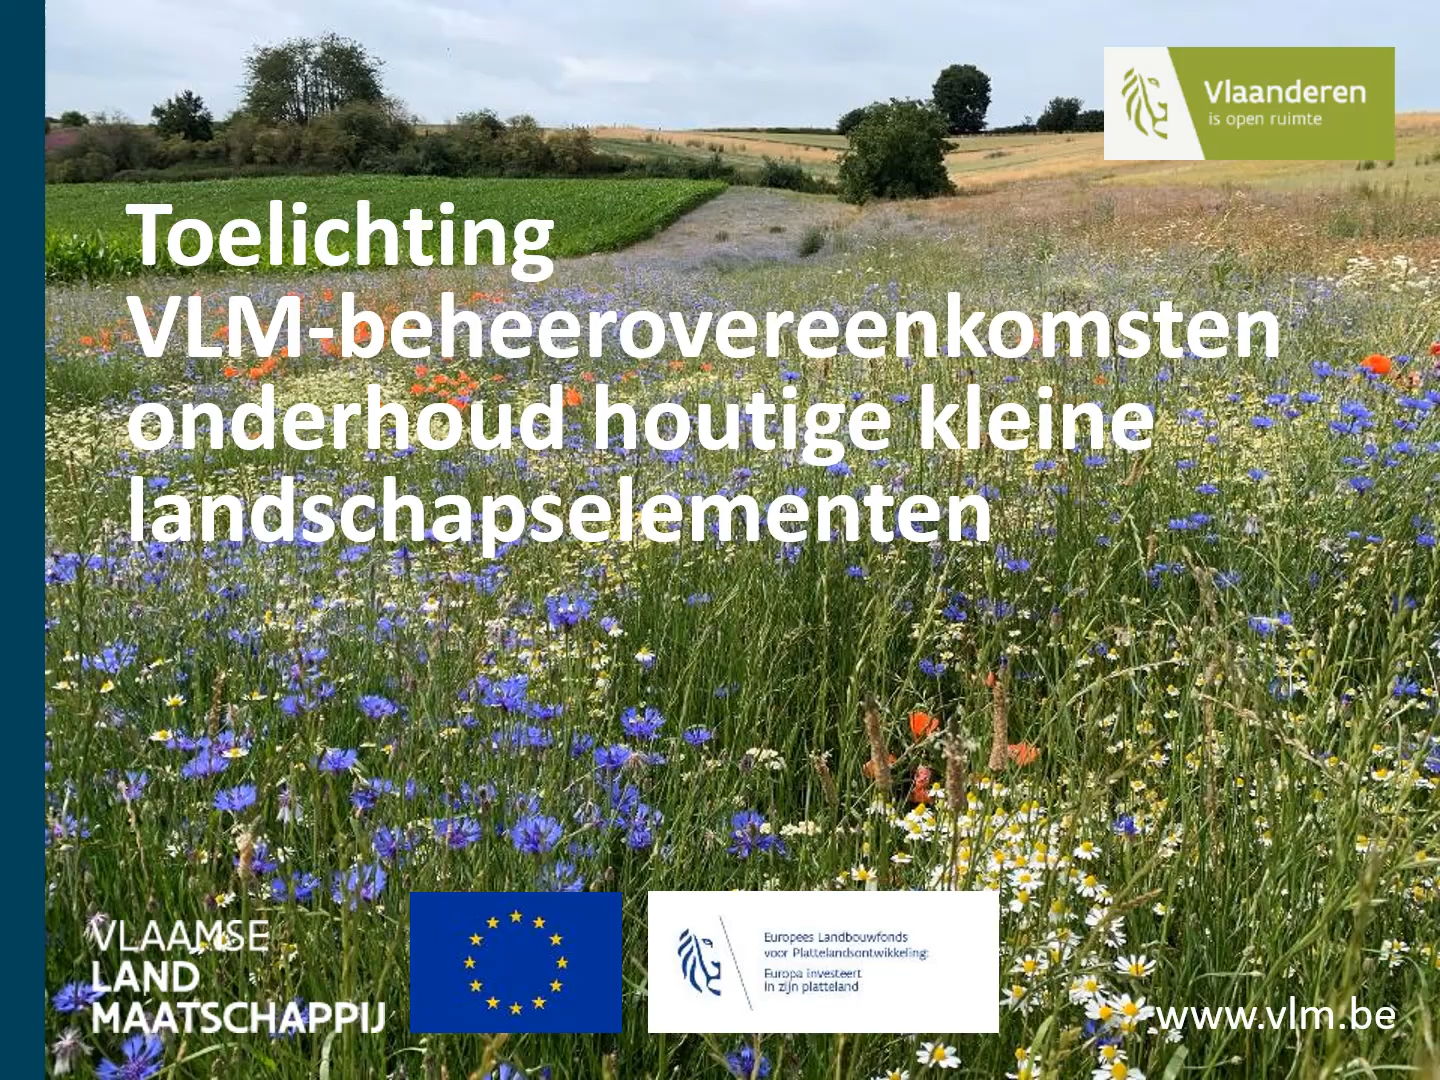 Vlaanderen
is open ruimte
Toelichting
VLM-beheerovereenkomsten
onderhoud houtige kleine
landschapselementen
VLAAMSE
LAND
MAATSCHAPPIJ
Europees Landbouwfonds
voor Plattelandsontwikkeling:
Europa investeert
in zijn platteland
www.vlm.be